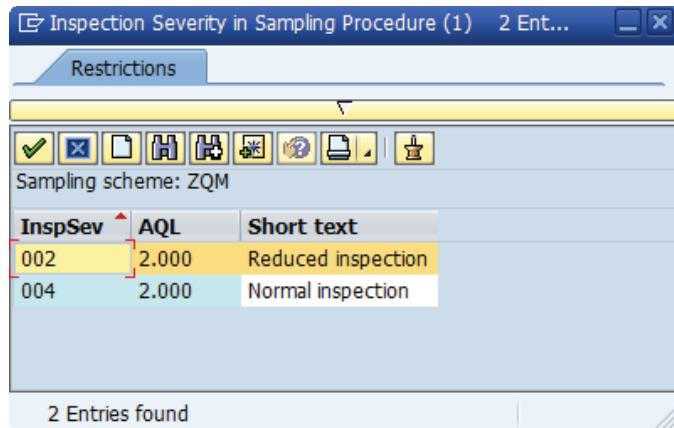 Inspection Severity in Sampling Procedure (1) 2 Ent...
Restrictions
Sampling scheme: ZQM
InspSev AQL Short text
002 2.000 Reduced inspection
004 2.000 Normal inspection
2 Entries found